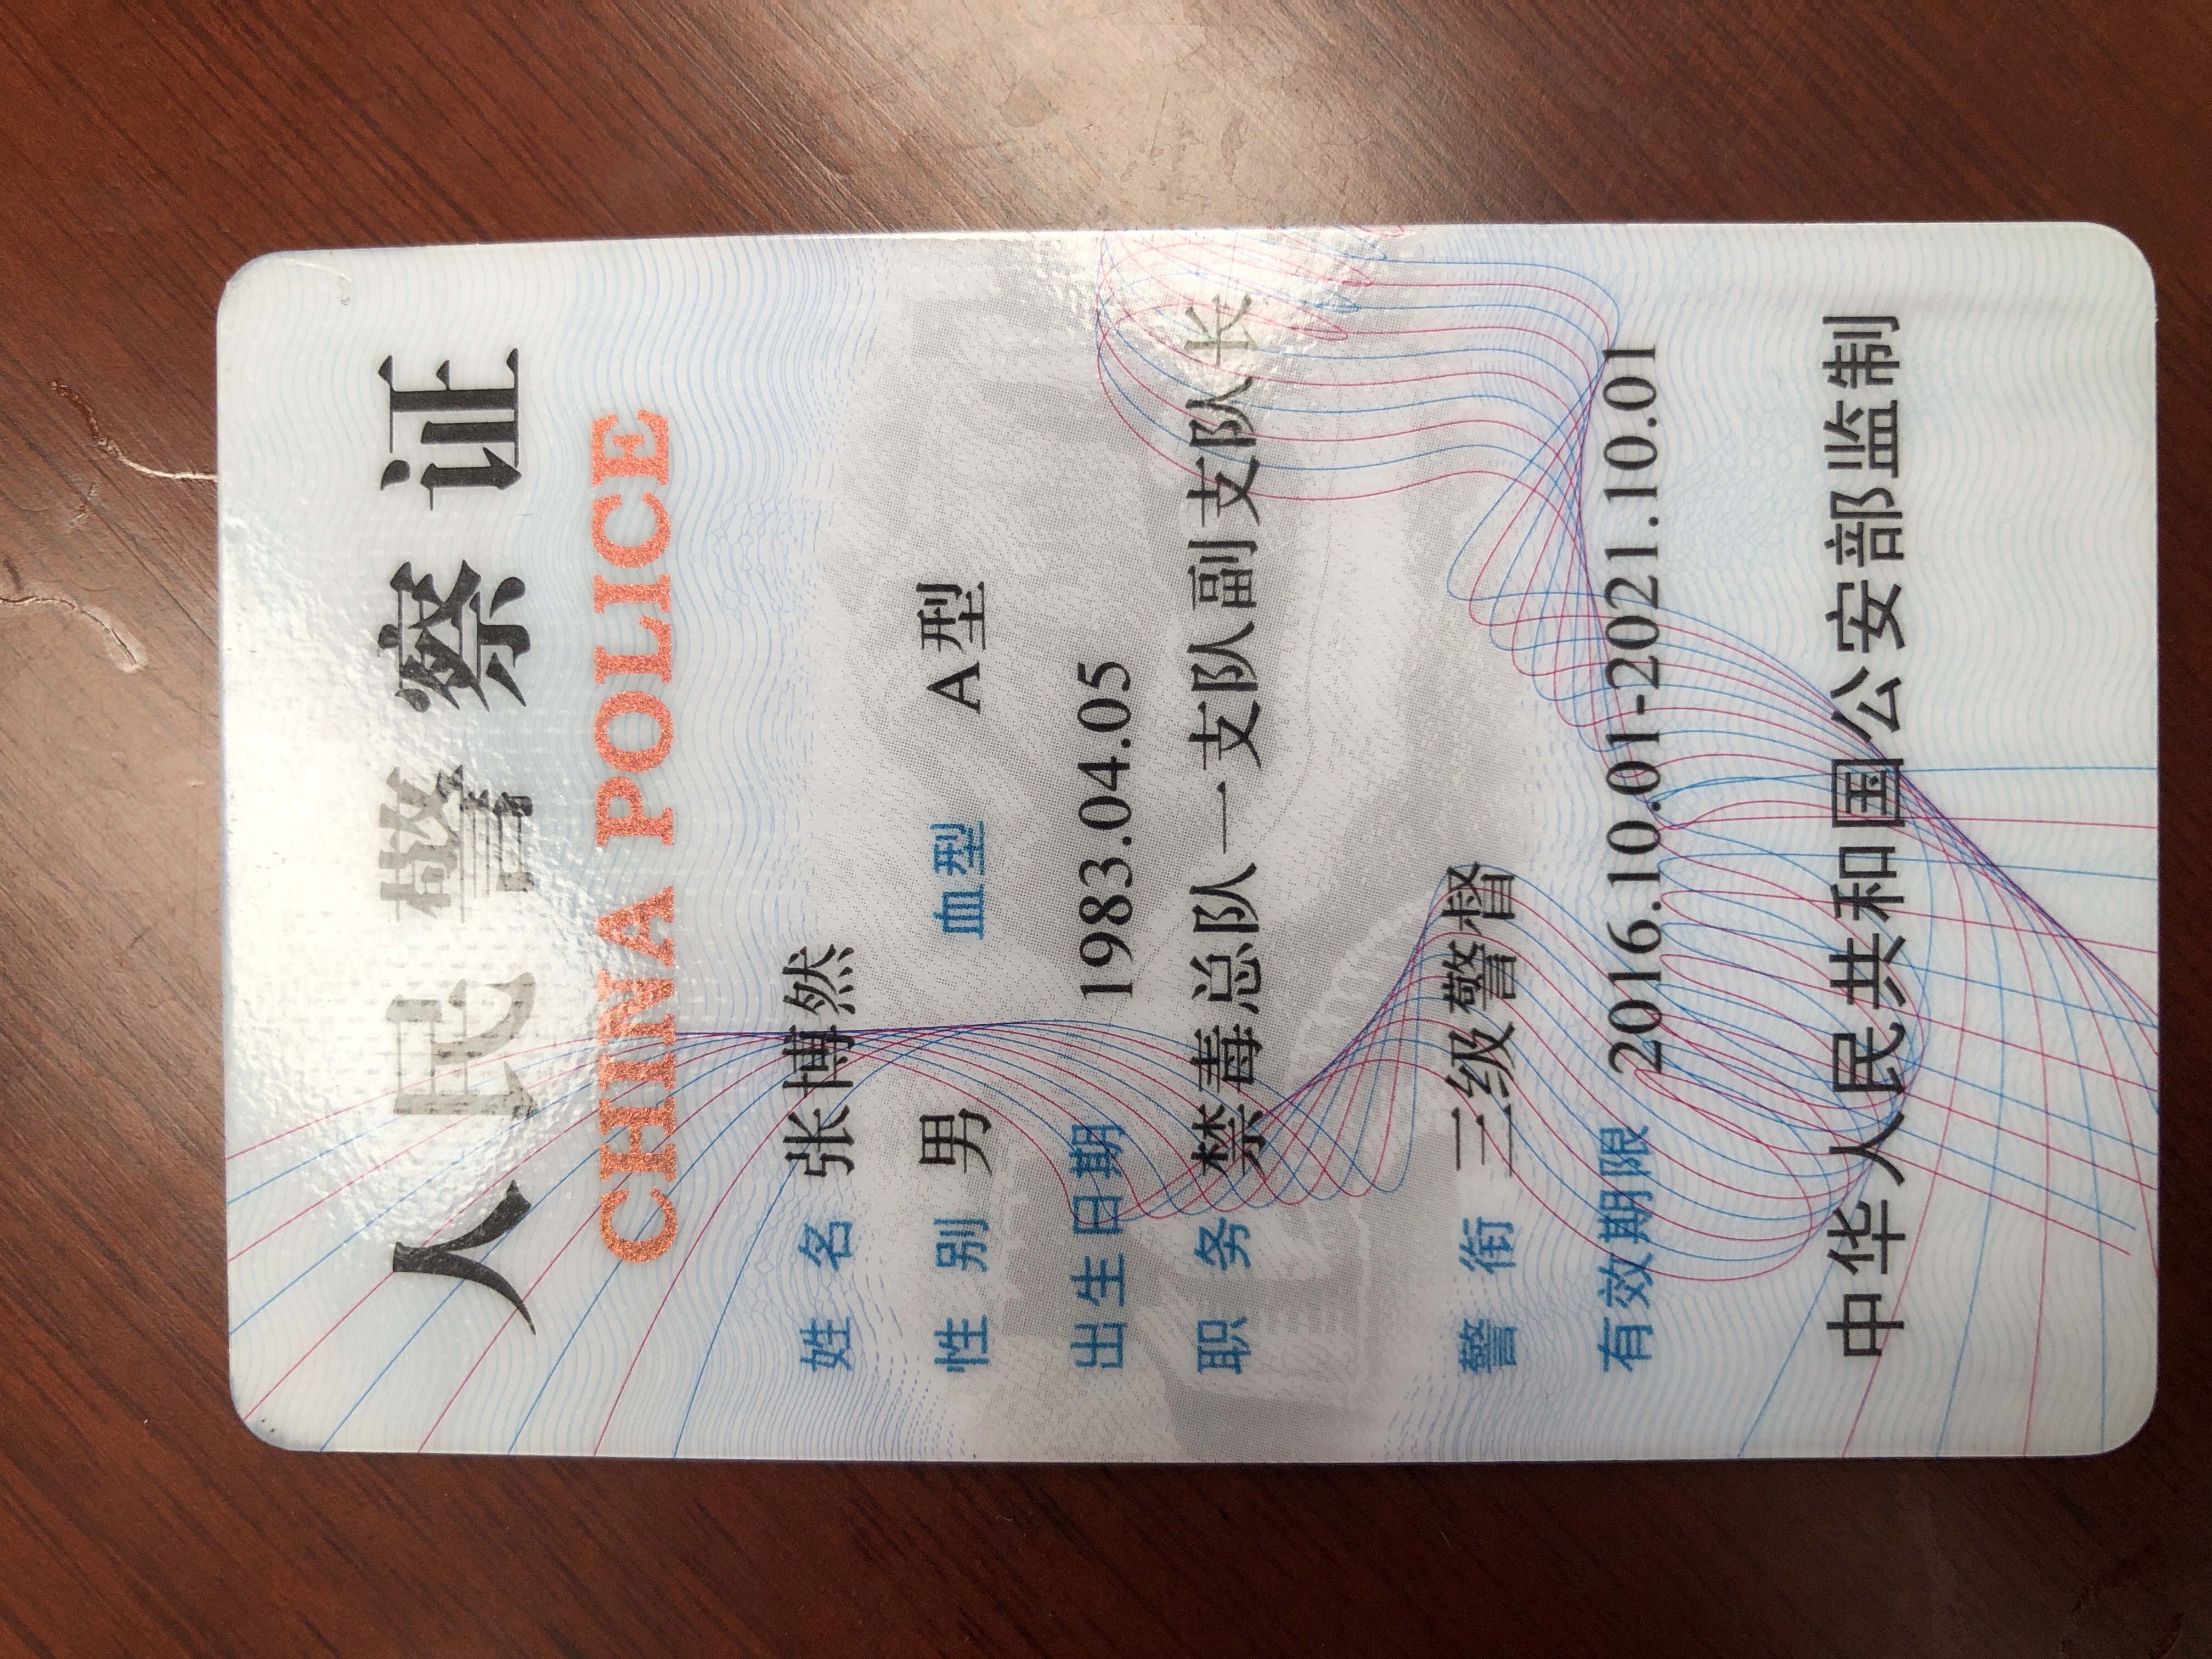 人民警察证
CHINA POLICE
姓 名 张博然
性 别 男 血型 A型
出生日期 1983.04.05
职 务 禁毒总队一支队副支队长
警 衔 三级警督
有效期限 2016.10.01-2021.10.01
中华人民共和国公安部监制